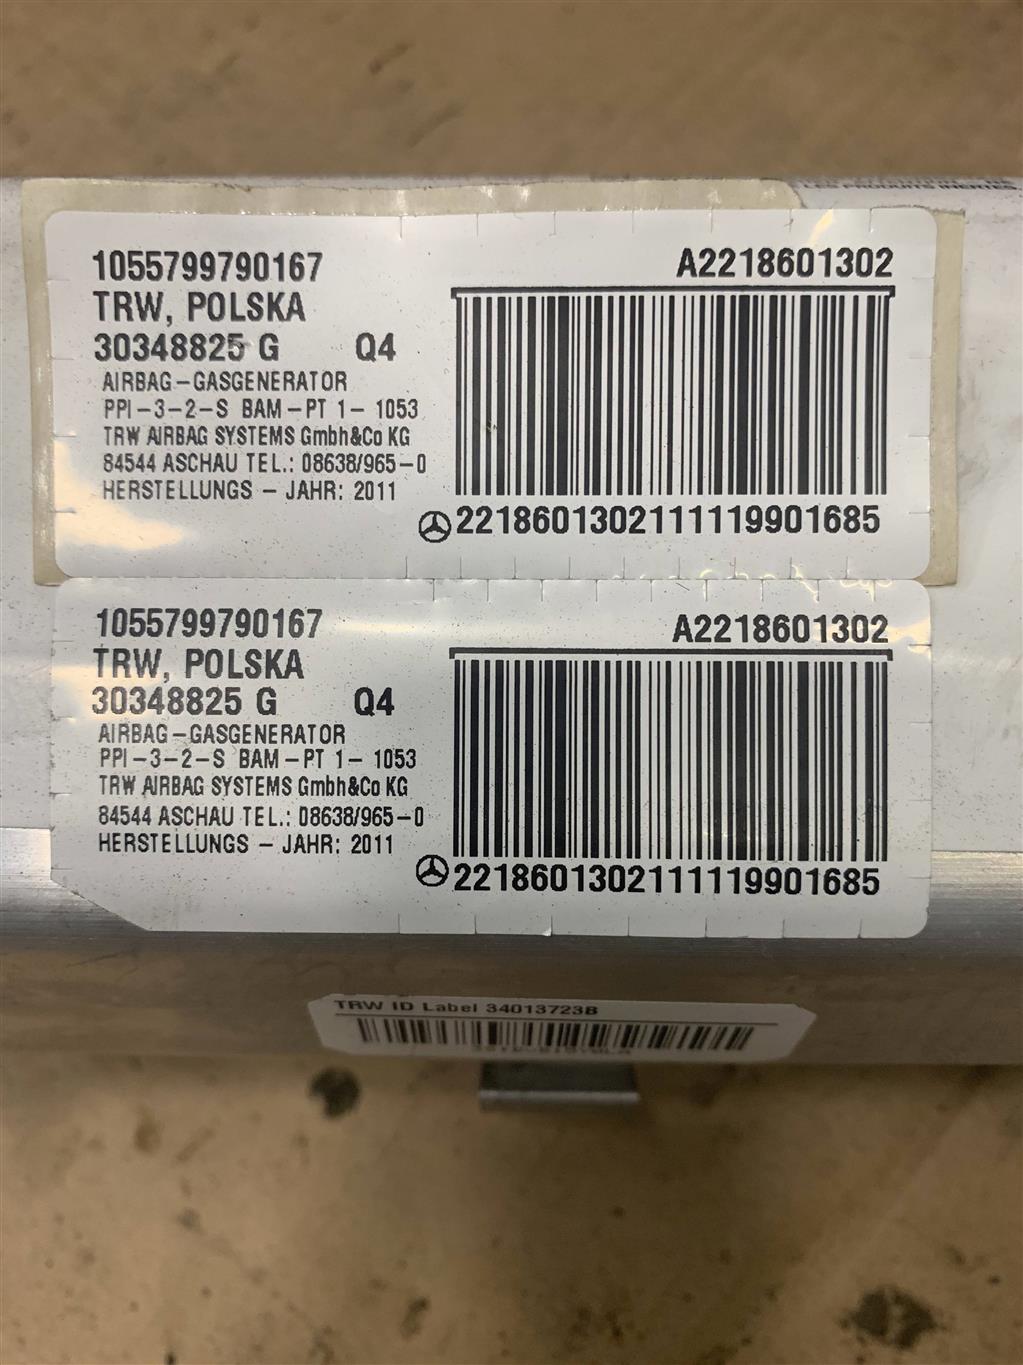 LES PRODUITS INERTES
1055799790167
A2218601302
TRW, POLSKA
30348825 G Q4
AIRBAG-GASGENERATOR
PPI-3-2-S BAM-PT 1- 1053
TRW AIRBAG SYSTEMS Gmbh&Co KG
84544 ASCHAU TEL.: 08638/965-0
HERSTELLUNGS - JAHR: 2011
2218601302111119901685
1055799790167
A2218601302
TRW, POLSKA
30348825 G Q4
AIRBAG-GASGENERATOR
PPI-3-2-S BAM-PT 1- 1053
TRW AIRBAG SYSTEMS Gmbh&Co KG
84544 ASCHAU TEL.: 08638/965-0
HERSTELLUNGS - JAHR: 2011
2218601302111119901685
TRW ID Label 34013723B